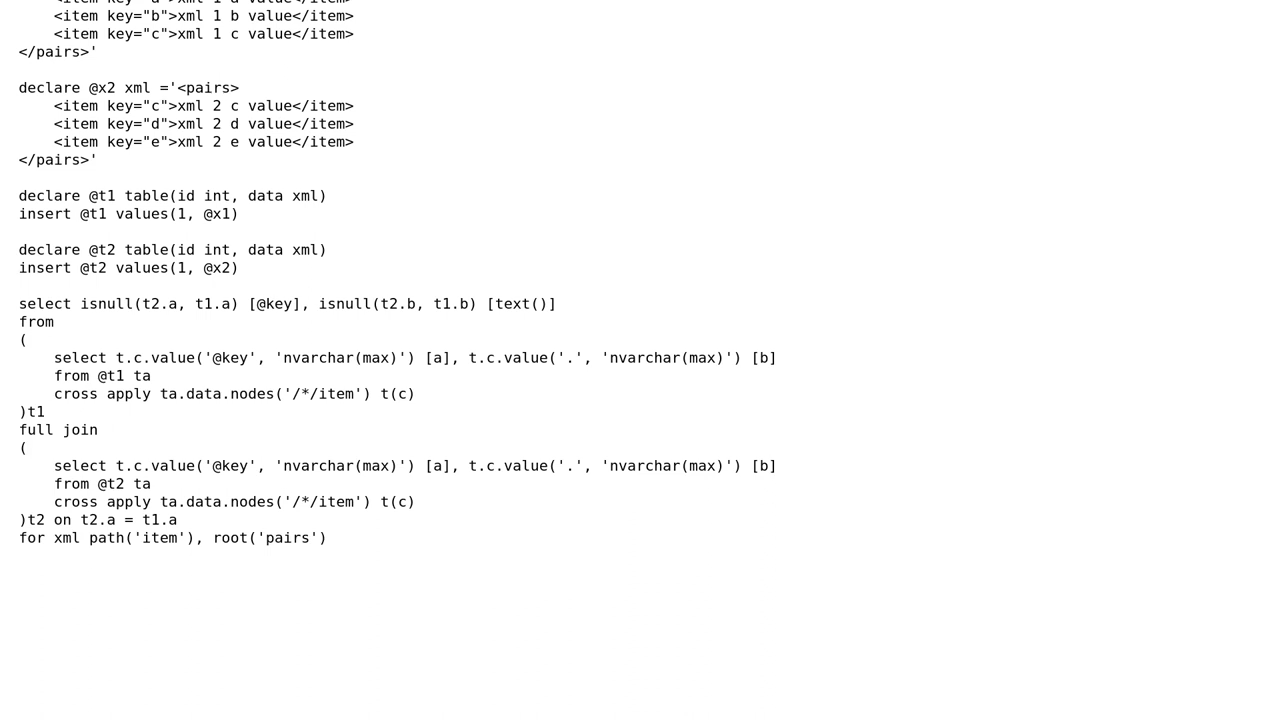 <item key="b">xml 1 b value</item>
<item key="c">xml 1 c value</item>
</pairs>'
declare @x2 xml ='<pairs>
<item key="c">xml 2 c value</item>
<item key="d">xml 2 d value</item>
<item key="e">xml 2 e value</item>
</pairs>'
declare @t1 table(id int, data xml)
insert @t1 values(1, @x1)
declare @t2 table(id int, data xml)
insert @t2 values(1, @x2)
select isnull(t2.a, t1.a) [@key], isnull(t2.b, t1.b) [text()]
from
(
select t.c.value('@key', 'nvarchar(max)') [a], t.c.value('.', 'nvarchar(max)') [b]
from @t1 ta
cross apply ta.data.nodes('/*/item') t(c)
)t1
full join
(
select t.c.value('@key', 'nvarchar(max)') [a], t.c.value('.', 'nvarchar(max)') [b]
from @t2 ta
cross apply ta.data.nodes('/*/item') t(c)
)t2 on t2.a = t1.a
for xml path('item'), root('pairs')